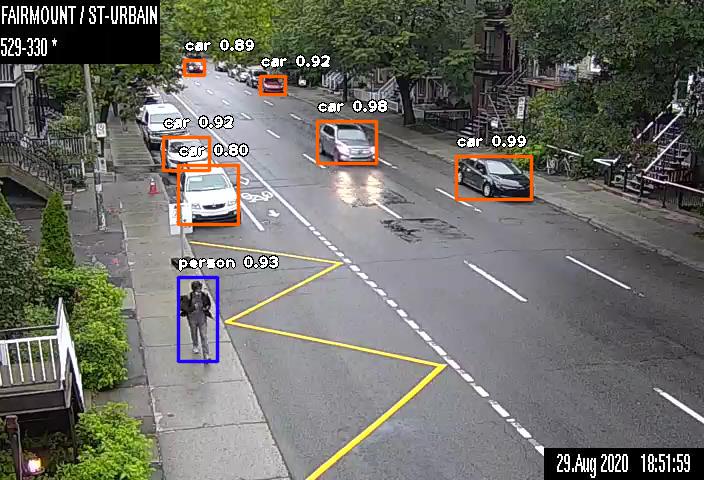 FAIRMOUNT / ST-URBAIN
529-330 *
car 0.89
car 0.92
car 0.98
car 0.92
car 0.99
car 0.80
person 0.93
29.Aug 2020 18:51:59